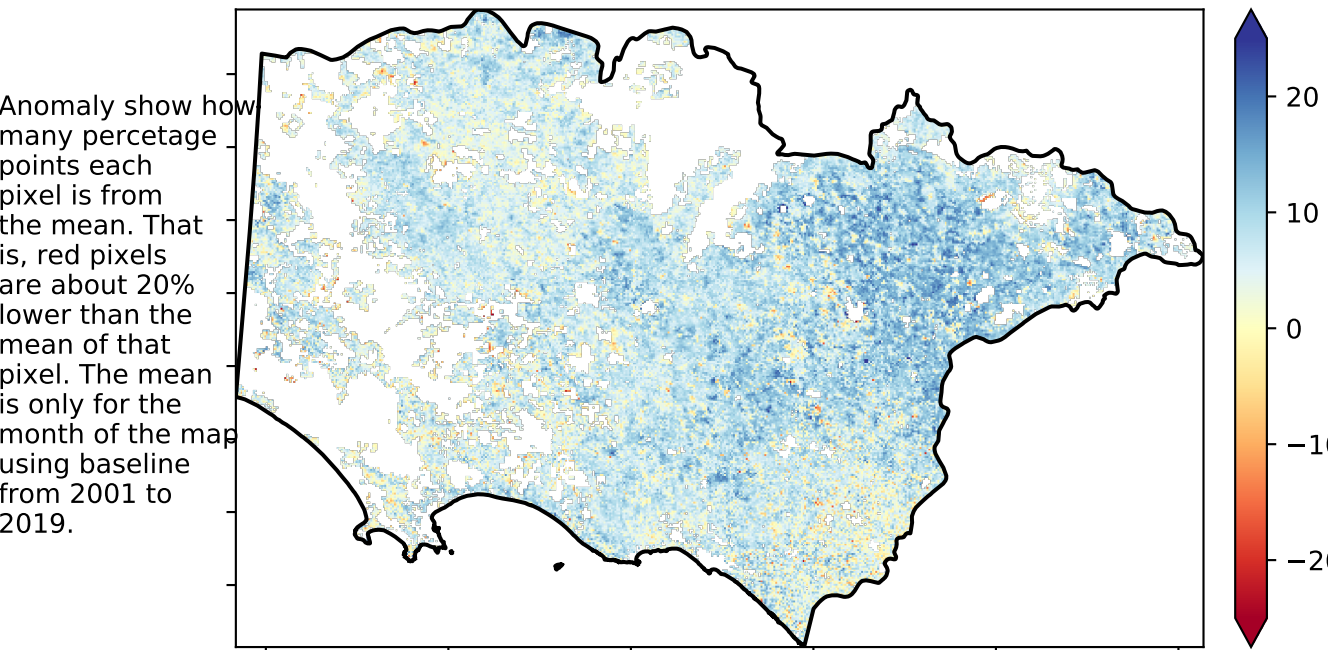 Anomaly show how
many percetage
points each
pixel is from
the mean. That
is, red pixels
are about 20%
lower than the
mean of that
pixel. The mean
is only for the
month of the map
using baseline
from 2001 to
2019.
20
10
0
−10
−20